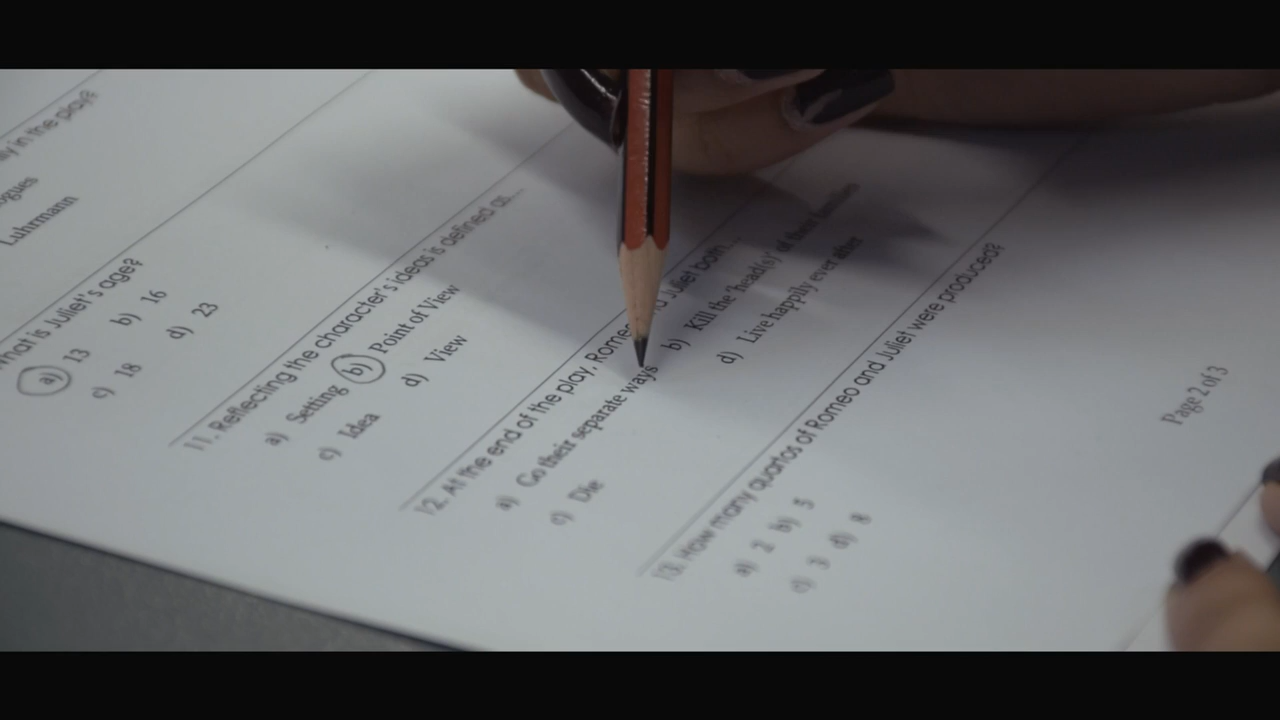 lly in the play?
ogues
Luhrmann
What is Juliet's age?
a) 13 b) 16
c) 18 d) 23
11. Reflecting the character's ideas is defined as...
a) Setting b) Point of View
c) Idea d) View
12. At the end of the play, Romeo and Juliet both...
a) Go their separate ways b) Kill the 'head(s)' of their families
c) Die d) Live happily ever after
13. How many quartos of Romeo and Juliet were produced?
a) 2 b) 5
c) 3 d) 8
Page 2 of 3